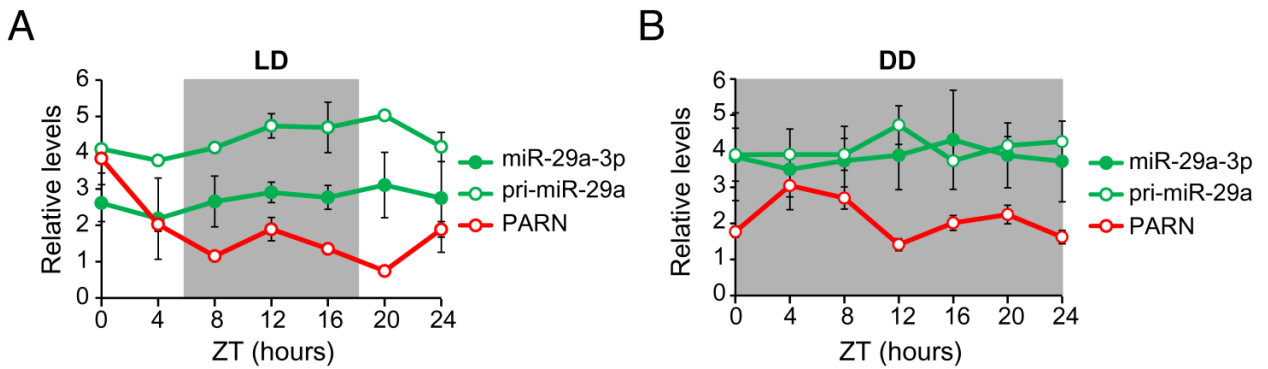 A
LD
Relative levels
6
5
4
3
2
1
0
0 4 8 12 16 20 24
ZT (hours)
miR-29a-3p
pri-miR-29a
PARN
B
DD
Relative levels
6
5
4
3
2
1
0
0 4 8 12 16 20 24
ZT (hours)
miR-29a-3p
pri-miR-29a
PARN